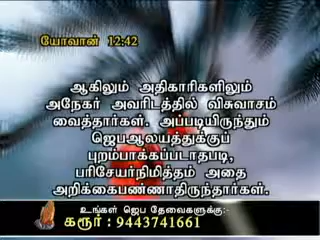 யோவான் 12:42
ஆகிலும் அதிகாரிகளிலும்
அநேகர் அவரிடத்தில் விசுவாசம்
வைத்தார்கள். அப்படியிருந்தும்
ஜெபஆலயத்துக்குப்
புறம்பாக்கப்படாதபடி,
பரிசேயர்நிமித்தம் அதை
அறிக்கைபண்ணாதிருந்தார்கள்.
உங்கள் ஜெப தேவைகளுக்கு:-
கரூர் : 9443741661